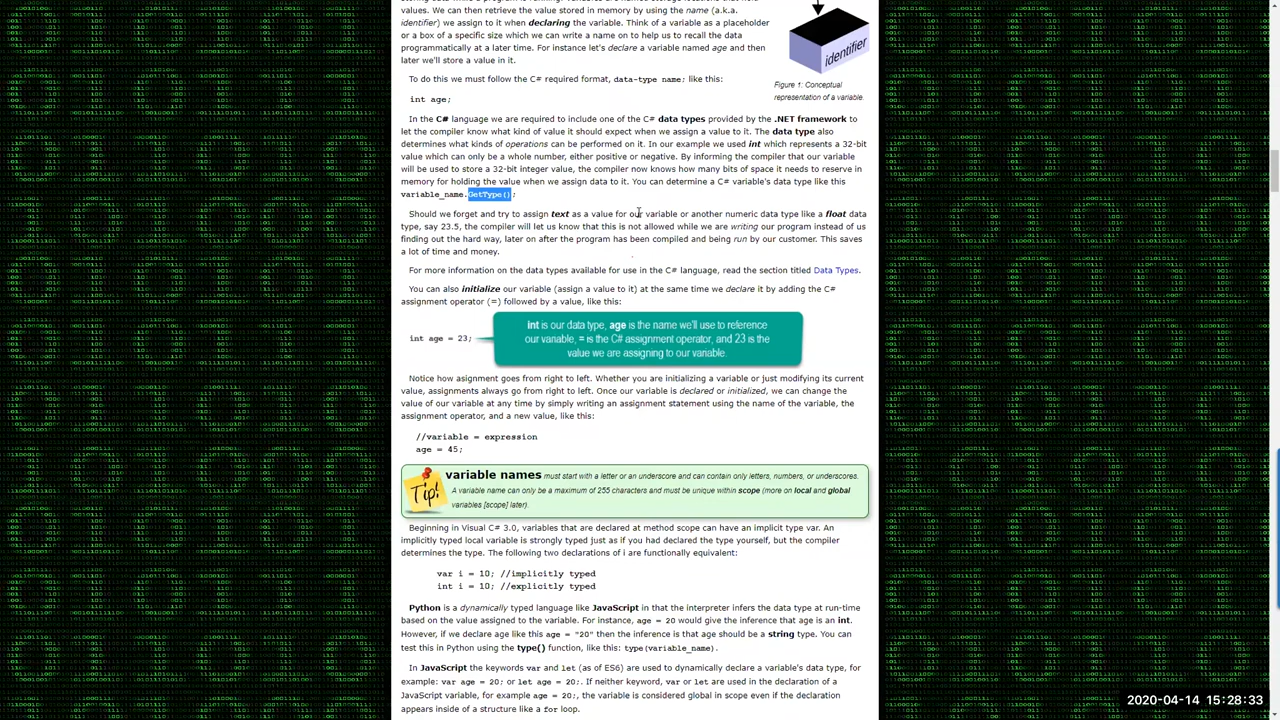 values. We can then retrieve the value stored in memory by using the name (a.k.a.
identifier) we assign to it when declaring the variable. Think of a variable as a placeholder
or a box of a specific size which we can write a name on to help us to recall the data
programmatically at a later time. For instance let's declare a variable named age and then
later we'll store a value in it.
identifier
Figure 1: Conceptual
representation of a variable.
To do this we must follow the C# required format, data-type name; like this:
int age;
In the C# language we are required to include one of the C# data types provided by the .NET framework to
let the compiler know what kind of value it should expect when we assign a value to it. The data type also
determines what kinds of operations can be performed on it. In our example we used int which represents a 32-bit
value which can only be a whole number, either positive or negative. By informing the compiler that our variable
will be used to store a 32-bit integer value, the compiler now knows how many bits of space it needs to reserve in
memory for holding the value when we assign data to it. You can determine a C# variable's data type like this
variable_name.GetType();
Should we forget and try to assign text as a value for our variable or another numeric data type like a float data
type, say 23.5, the compiler will let us know that this is not allowed while we are writing our program instead of us
finding out the hard way, later on after the program has been compiled and being run by our customer. This saves
a lot of time and money.
For more information on the data types available for use in the C# language, read the section titled Data Types.
You can also initialize our variable (assign a value to it) at the same time we declare it by adding the C#
assignment operator (=) followed by a value, like this:
int age = 23;
int is our data type, age is the name we'll use to reference
our variable, = is the C# assignment operator, and 23 is the
value we are assigning to our variable.
Notice how asignment goes from right to left. Whether you are initializing a variable or just modifying its current
value, assignments always go from right to left. Once our variable is declared or initialized, we can change the
value of our variable at any time by simply writing an assignment statement using the name of the variable, the
assignment operator, and a new value, like this:
//variable = expression
age = 45;
Tip!
variable names must start with a letter or an underscore and can contain only letters, numbers, or underscores.
A variable name can only be a maximum of 255 characters and must be unique within scope (more on local and global
variables [scope] later).
Beginning in Visual C# 3.0, variables that are declared at method scope can have an implicit type var. An
implicitly typed local variable is strongly typed just as if you had declared the type yourself, but the compiler
determines the type. The following two declarations of i are functionally equivalent:
var i = 10; //implicitly typed
int i = 10; //explicitly typed
Python is a dynamically typed language like JavaScript in that the interpreter infers the data type at run-time
based on the value assigned to the variable. For instance, age = 20 would give the inference that age is an int.
However, if we declare age like this age = "20" then the inference is that age should be a string type. You can
test this in Python using the type() function, like this: type(variable_name).
In JavaScript the keywords var and let (as of ES6) are used to dynamically declare a variable's data type, for
example: var age = 20; or let age = 20;. If neither keyword, var or let are used in the declaration of a
JavaScript variable, for example age = 20;, the variable is considered global in scope even if the declaration
appears inside of a structure like a for loop.
2020-04-14 15:28:33